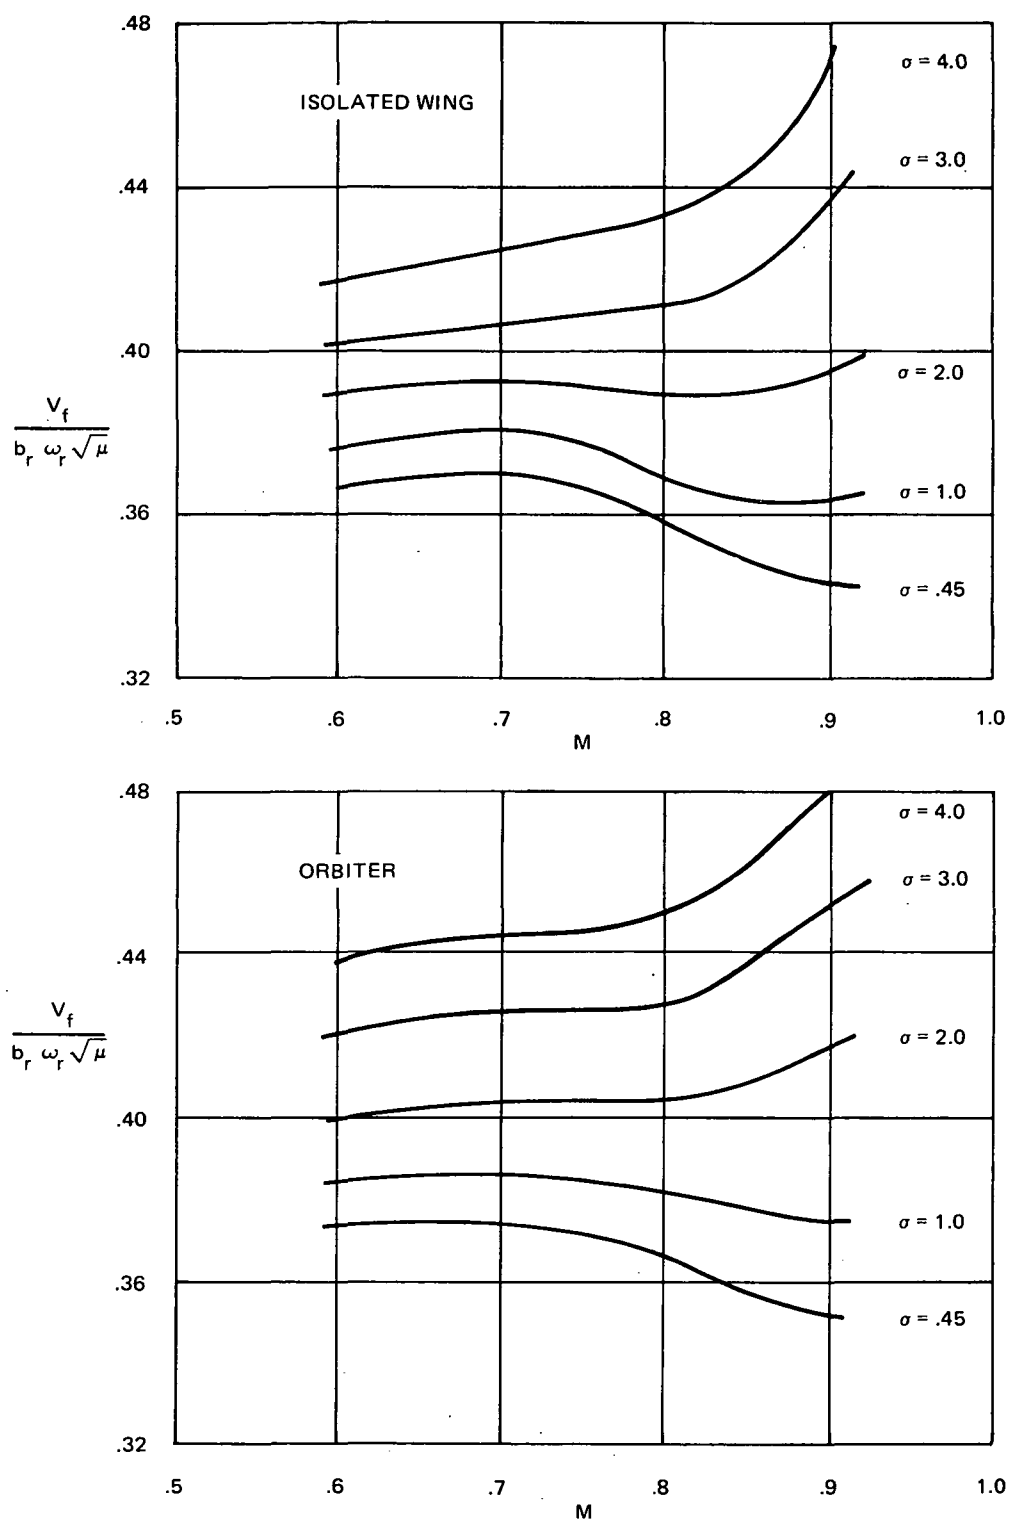 .48
σ = 4.0
ISOLATED WING
σ = 3.0
.44
.40
σ = 2.0
V_f
b_r ω_r √μ
σ = 1.0
.36
σ = .45
.32
.5 .6 .7 .8 .9 1.0
M
.48
σ = 4.0
ORBITER
σ = 3.0
.44
V_f
b_r ω_r √μ
σ = 2.0
.40
σ = 1.0
.36
σ = .45
.32
.5 .6 .7 .8 .9 1.0
M